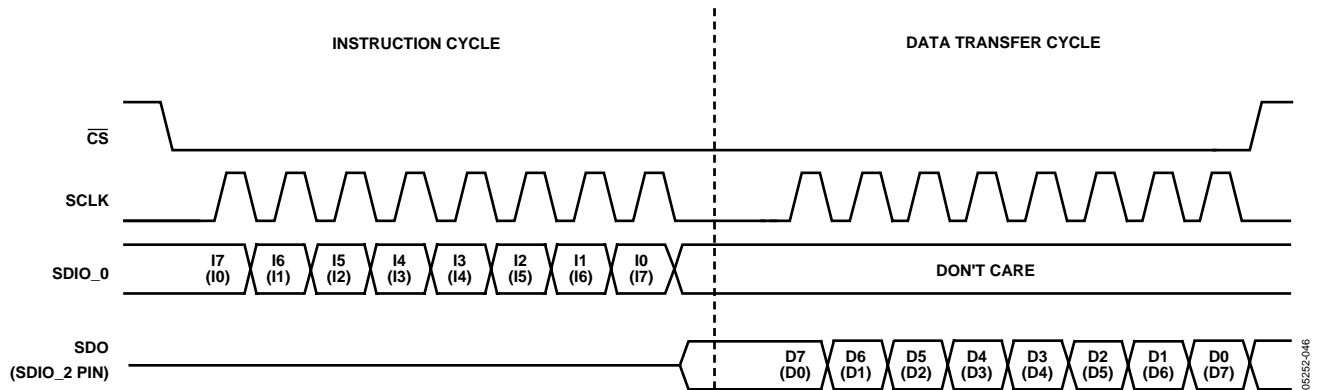 INSTRUCTION CYCLE
DATA TRANSFER CYCLE
CS
SCLK
SDIO_0
I7 I6 I5 I4 I3 I2 I1 I0
(I0) (I1) (I2) (I3) (I4) (I5) (I6) (I7)
DON'T CARE
SDO
(SDIO_2 PIN)
D7 D6 D5 D4 D3 D2 D1 D0
(D0) (D1) (D2) (D3) (D4) (D5) (D6) (D7)
05252-046